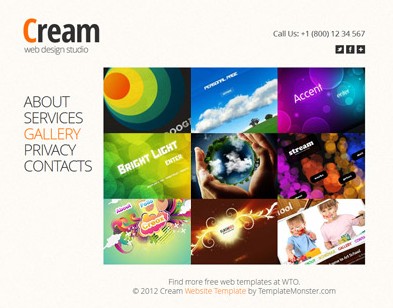 Cream
web design studio
Call Us: +1 (800) 12 34 567
ABOUT
SERVICES
GALLERY
PRIVACY
CONTACTS
PERSONAL PAGE
Accent
BRIGHT LIGHT
ENTER
stream
Find more free web templates at WTO.
© 2012 Cream Website Template by TemplateMonster.com